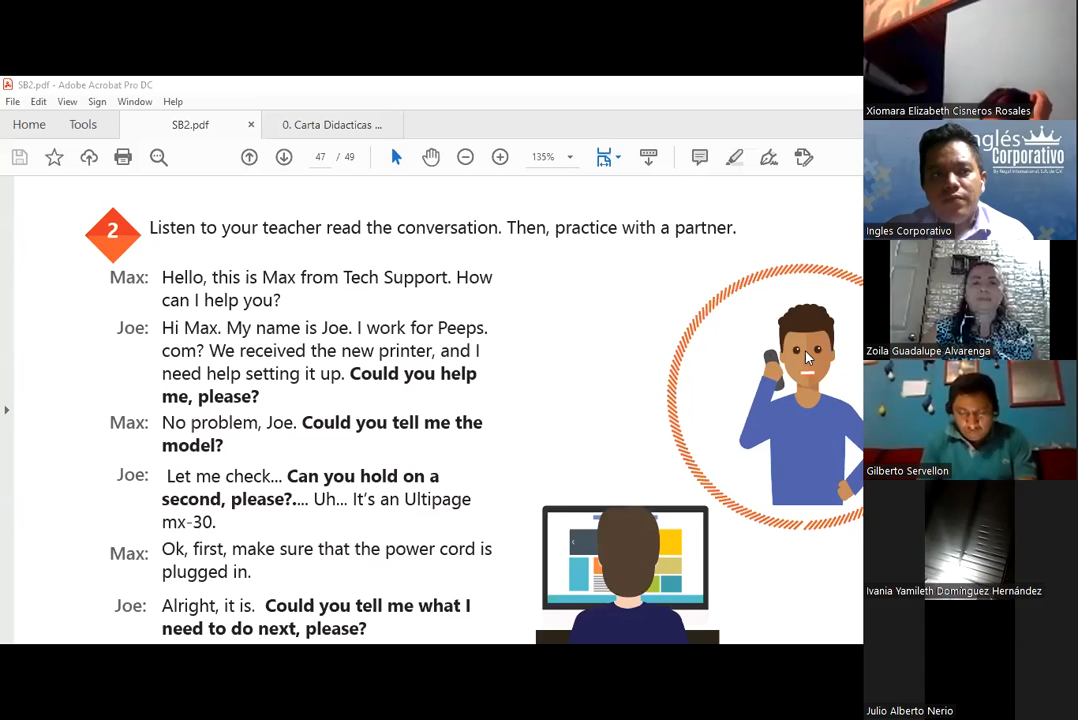 SB2.pdf - Adobe Acrobat Pro DC
File Edit View Sign Window Help
Home Tools SB2.pdf × 0. Carta Didacticas ...
47 / 49 135%
2 Listen to your teacher read the conversation. Then, practice with a partner.
Max: Hello, this is Max from Tech Support. How
can I help you?
Joe: Hi Max. My name is Joe. I work for Peeps.
com? We received the new printer, and I
need help setting it up. Could you help
me, please?
Max: No problem, Joe. Could you tell me the
model?
Joe: Let me check... Can you hold on a
second, please?.... Uh... It’s an Ultipage
mx-30.
Max: Ok, first, make sure that the power cord is
plugged in.
Joe: Alright, it is. Could you tell me what I
need to do next, please?
Xiomara Elizabeth Cisneros Rosales
Inglés
Corporativo
By Regal International, S.A. de C.V.
Ingles Corporativo
Zoila Guadalupe Alvarenga
Gilberto Servellon
Ivania Yamileth Domínguez Hernández
Julio Alberto Nerio